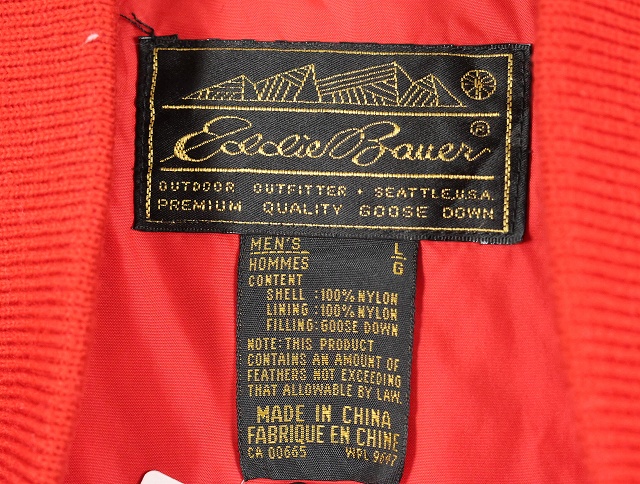 Eddie Bauer®
OUTDOOR OUTFITTER • SEATTLE, U.S.A.
PREMIUM QUALITY GOOSE DOWN
MEN'S L
HOMMES G
CONTENT
SHELL :100% NYLON
LINING :100% NYLON
FILLING: GOOSE DOWN
NOTE: THIS PRODUCT
CONTAINS AN AMOUNT OF
FEATHERS NOT EXCEEDING
THAT ALLOWABLE BY LAW.
MADE IN CHINA
FABRIQUE EN CHINE
CA 00665 WPL